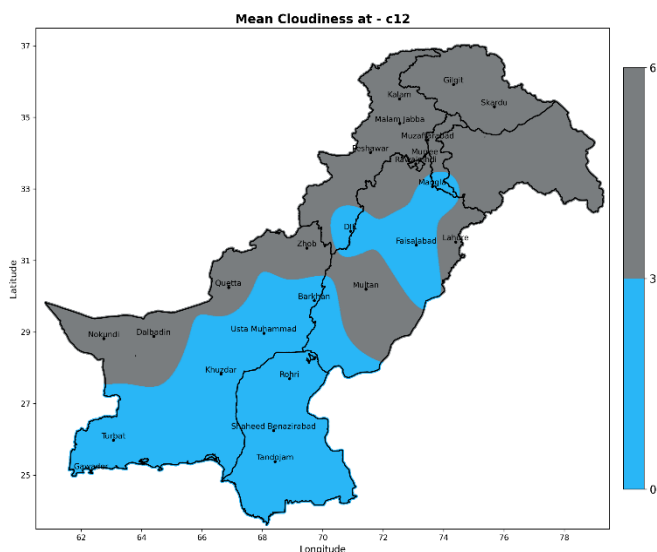 Mean Cloudiness at - c12
37
35
33
31
29
27
25
Latitude
62
64
66
68
70
72
74
76
78
Longitude
Gilgit
Kalam
Skardu
Malam Jabba
Muzaffarabad
Peshawar
Murree
Rawalpindi
Mangla
DIK
Faisalabad
Lahore
Zhob
Quetta
Multan
Barkhan
Nokundi
Dalbadin
Usta Muhammad
Khuzdar
Rohri
Shaheed Benazirabad
Turbat
Tandojam
Gawader
6
3
0